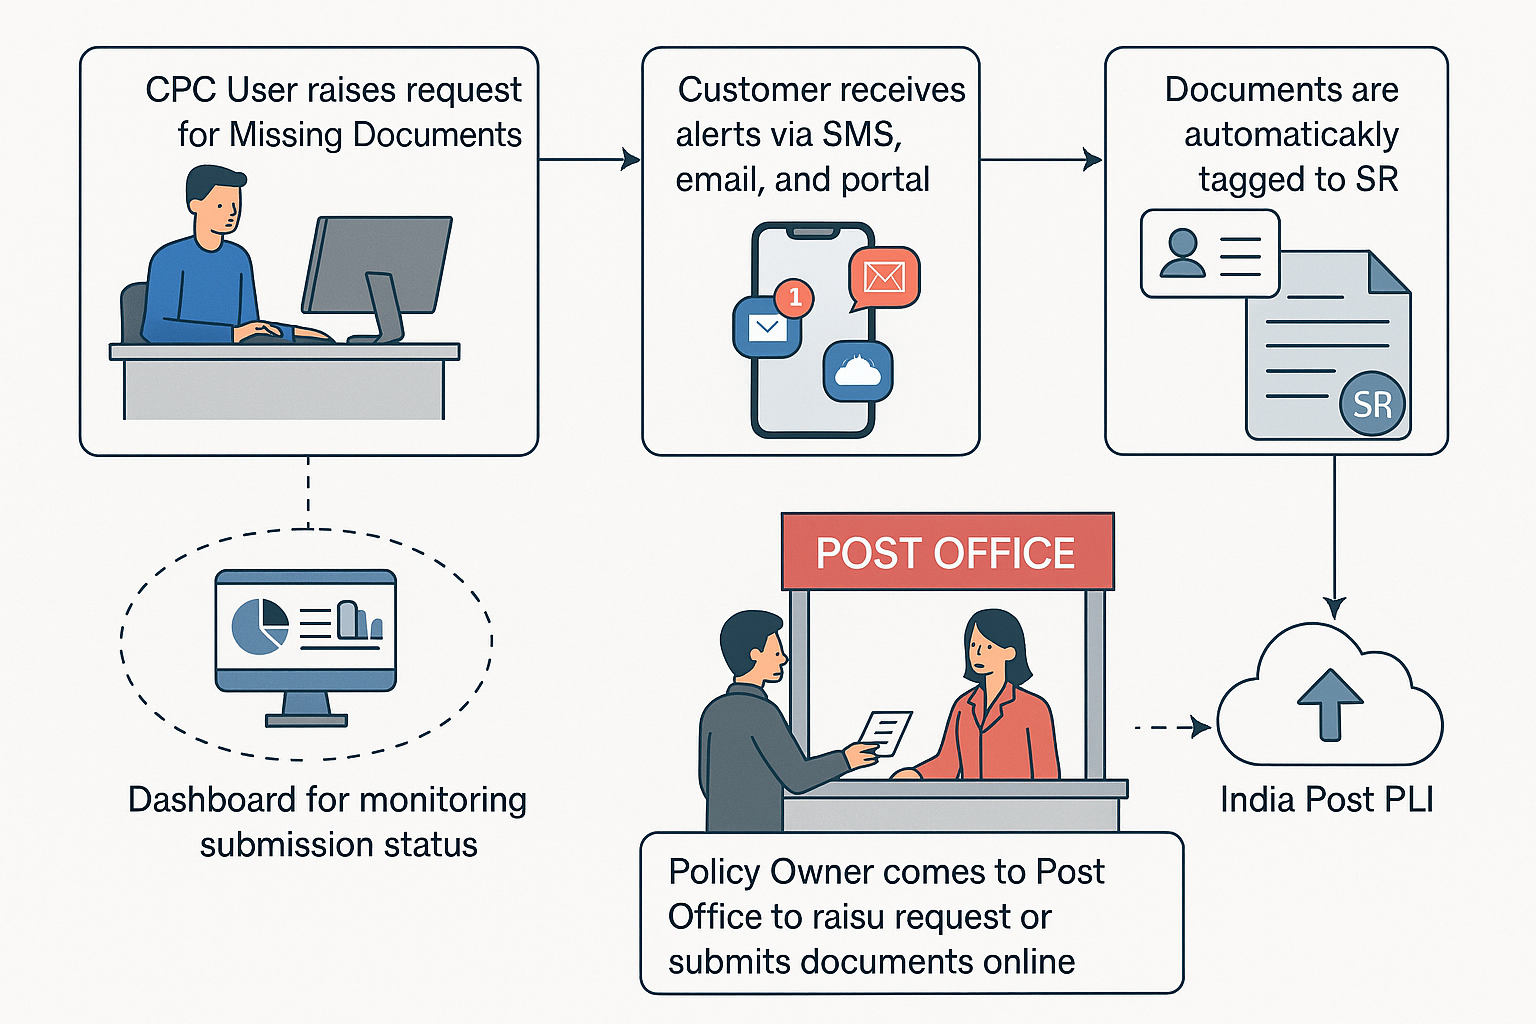 CPC User raises request
for Missing Documents
Customer receives
alerts via SMS,
email, and portal
1
Documents are
automaticakly
tagged to SR
SR
POST OFFICE
Dashboard for monitoring
submission status
India Post PLI
Policy Owner comes to Post
Office to raisu request or
submits documents online